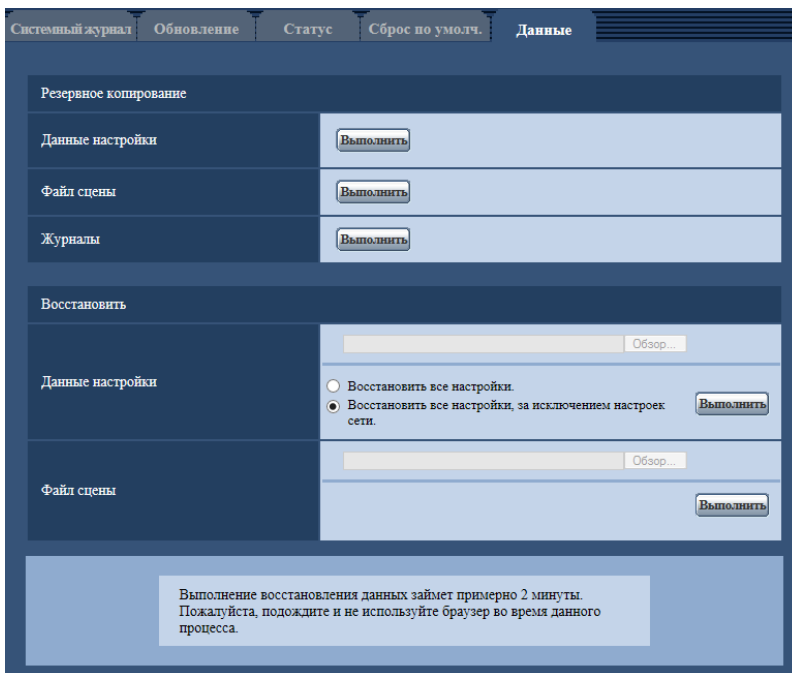 Системный журнал Обновление Статус Сброс по умолч. Данные
Резервное копирование
Данные настройки Выполнить
Файл сцены Выполнить
Журналы Выполнить
Восстановить
Обзор...
Данные настройки
Восстановить все настройки.
Восстановить все настройки, за исключением настроек
сети.
Выполнить
Обзор...
Файл сцены
Выполнить
Выполнение восстановления данных займет примерно 2 минуты.
Пожалуйста, подождите и не используйте браузер во время данного
процесса.